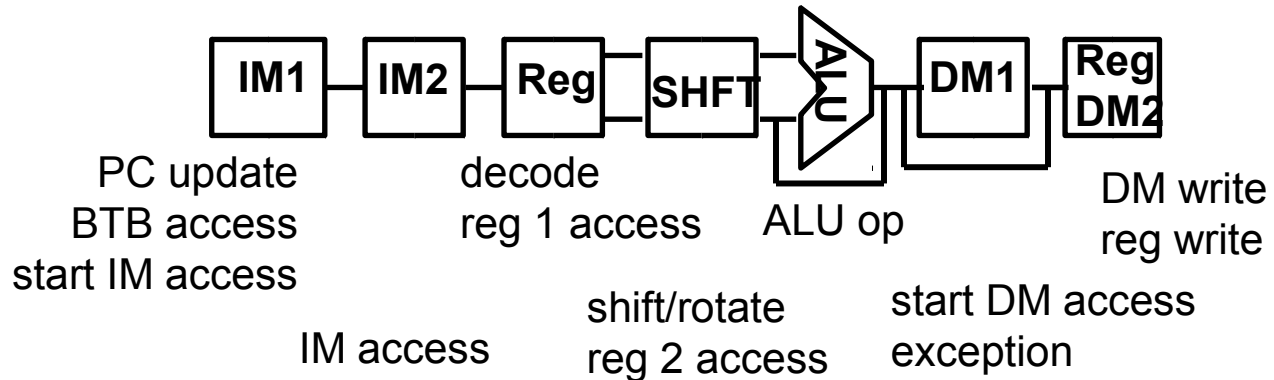 IM1
IM2
Reg
SHFT
ALU
DM1
Reg
DM2
PC update
BTB access
start IM access
IM access
decode
reg 1 access
shift/rotate
reg 2 access
ALU op
start DM access
exception
DM write
reg write